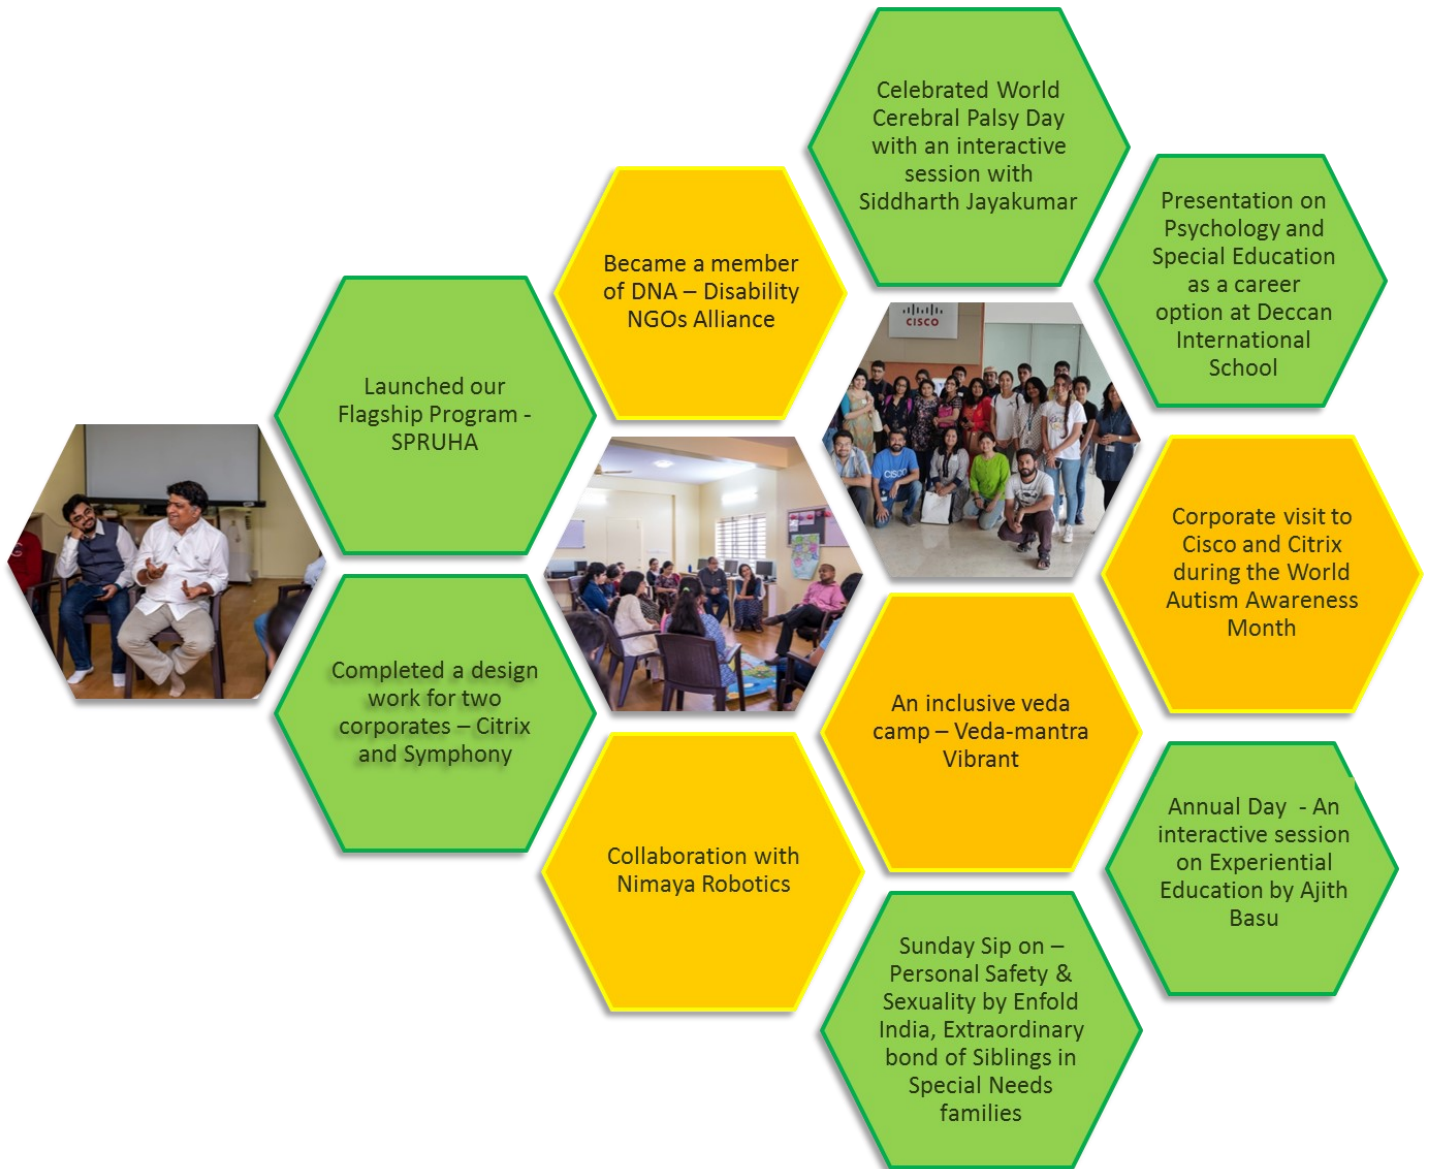 Celebrated World
Cerebral Palsy Day
with an interactive
session with
Siddharth Jayakumar
Presentation on
Psychology and
Special Education
as a career
option at Deccan
International
School
Became a member
of DNA – Disability
NGOs Alliance
Launched our
Flagship Program -
SPRUHA
CISCO
CISCO
Corporate visit to
Cisco and Citrix
during the World
Autism Awareness
Month
Completed a design
work for two
corporates – Citrix
and Symphony
An inclusive veda
camp – Veda-mantra
Vibrant
Collaboration with
Nimaya Robotics
Annual Day  - An
interactive session
on Experiential
Education by Ajith
Basu
Sunday Sip on –
Personal Safety &
Sexuality by Enfold
India, Extraordinary
bond of Siblings in
Special Needs
families